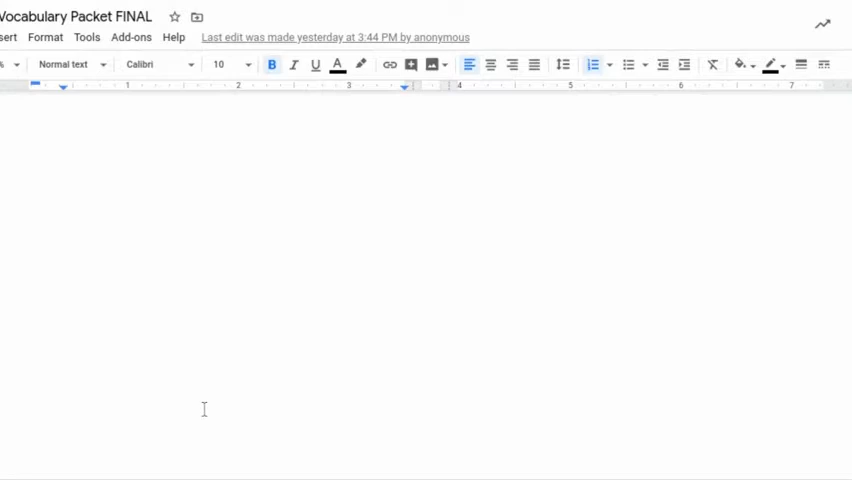 Vocabulary Packet FINAL
sert Format Tools Add-ons Help Last edit was made yesterday at 3:44 PM by anonymous
% Normal text Calibri 10 B I U A
1 2 3 4 5 6 7